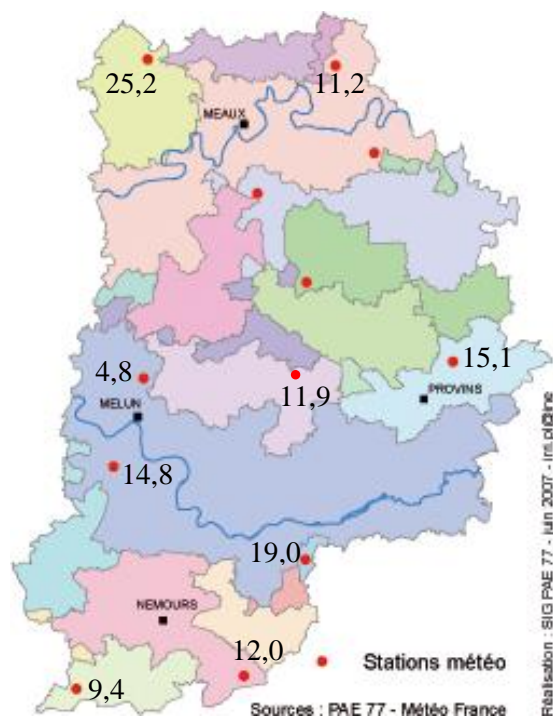 25,2
11,2
MEAUX
15,1
4,8
11,9
PROVINS
MELUN
14,8
19,0
NEMOURS
12,0
Stations météo
9,4
Sources : PAE 77 - Météo France
Réalisation : SIG PAE 77 - juin 2007 -